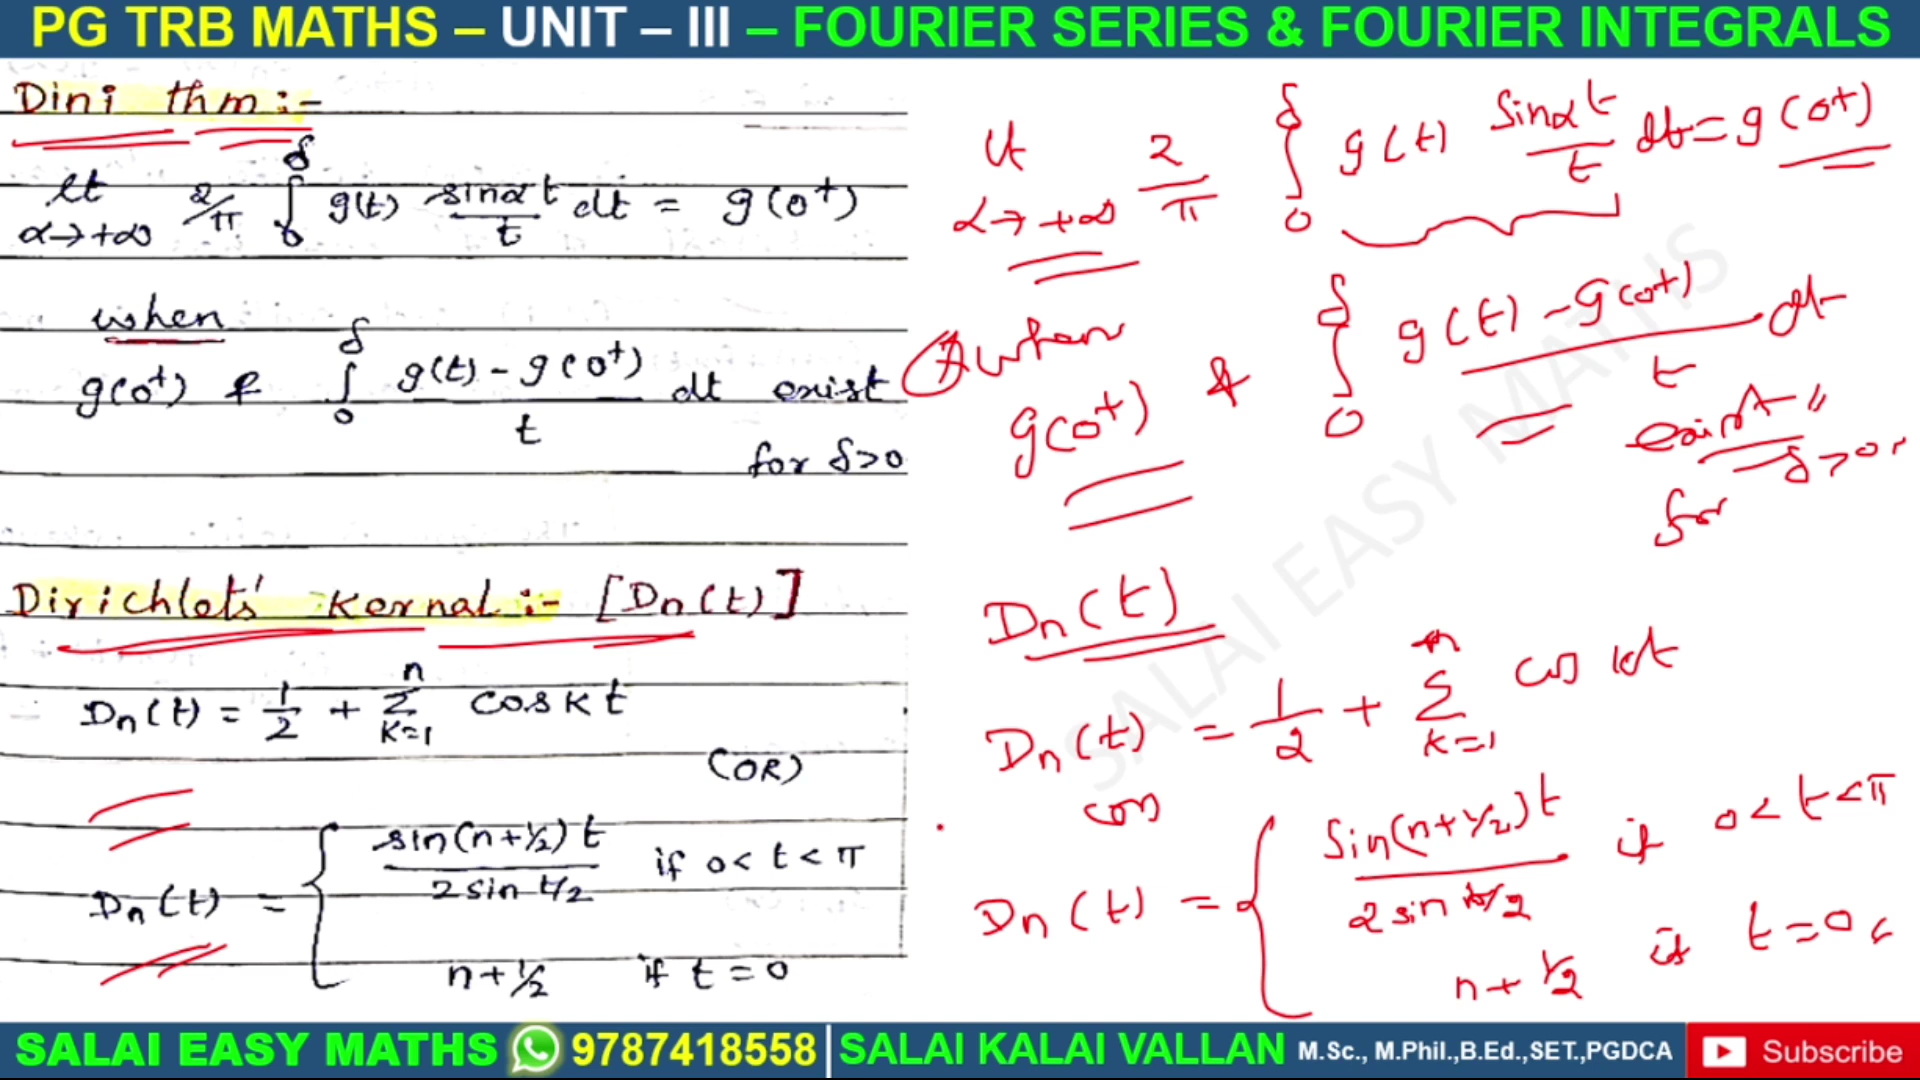 PG TRB MATHS – UNIT – III – FOURIER SERIES & FOURIER INTEGRALS
Dini thm:-
lt α→+∞ 2/π ∫₀^δ g(t) sinαt/t dt = g(0+)
when
g(0+) & ∫₀^δ g(t) - g(0+)/t dt exist
for δ>0
Dirichlets' Kernal:- [Dn(t)]
Dn(t) = 1/2 + Σ_{K=1}^{n} cos K t
(OR)
Dn(t) = { sin(n+1/2)t / 2 sin t/2 if 0<t<π
n+1/2 if t=0
lt α→+∞ 2/π ∫₀^δ g(t) sinαt/t dt = g(0+)
when
g(0+) & ∫₀^δ g(t) - g(0+)/t dt
exist
for δ>0
Dn(t)
Dn(t) = 1/2 + Σ_{K=1}^{n} cos kt
(or)
Dn(t) = { Sin(n+1/2)t / 2 sin t/2 if 0<t<π
n+1/2 if t=0
SALAI EASY MATHS
SALAI EASY MATHS 9787418558 SALAI KALAI VALLAN M.Sc., M.Phil.,B.Ed.,SET.,PGDCA Subscribe